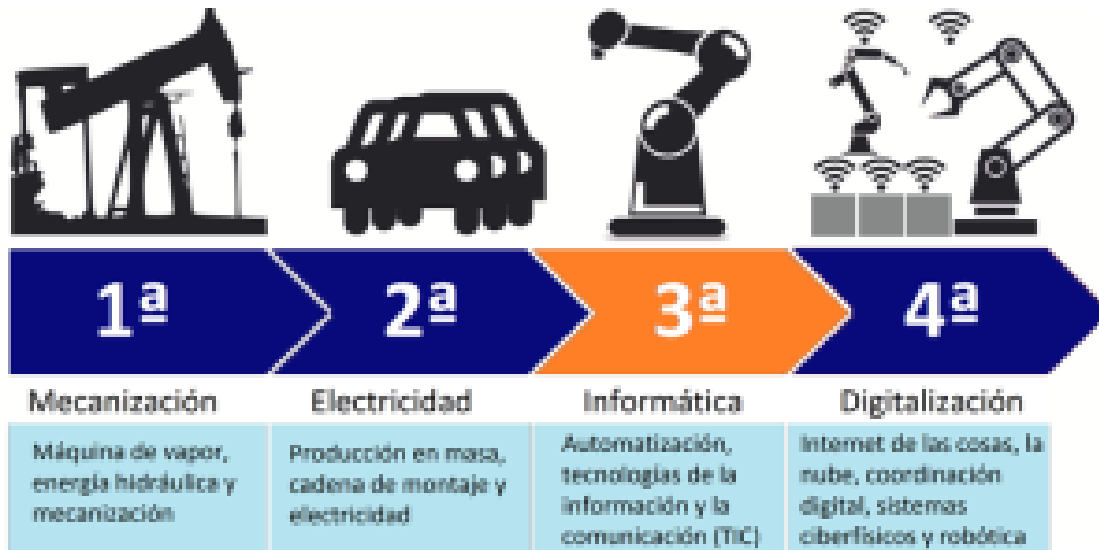 1ª
2ª
3ª
4ª
Mecanización
Electricidad
Informática
Digitalización
Máquina de vapor,
energía hidráulica y
mecanización
Producción en masa,
cadena de montaje y
electricidad
Automatización,
tecnologías de la
información y la
comunicación (TIC)
Internet de las cosas, la
nube, coordinación
digital, sistemas
ciberfísicos y robótica